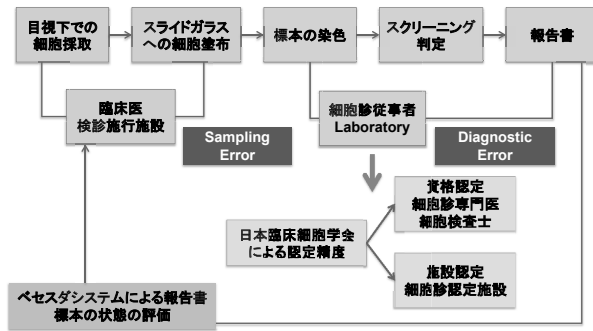 目視下での
細胞採取
スライドガラス
への細胞塗布
標本の染色
スクリーニング
判定
報告書
臨床医
検診施行施設
Sampling
Error
細胞診従事者
Laboratory
Diagnostic
Error
資格認定
細胞診専門医
細胞検査士
日本臨床細胞学会
による認定精度
施設認定
細胞診認定施設
ベセスダシステムによる報告書
標本の状態の評価